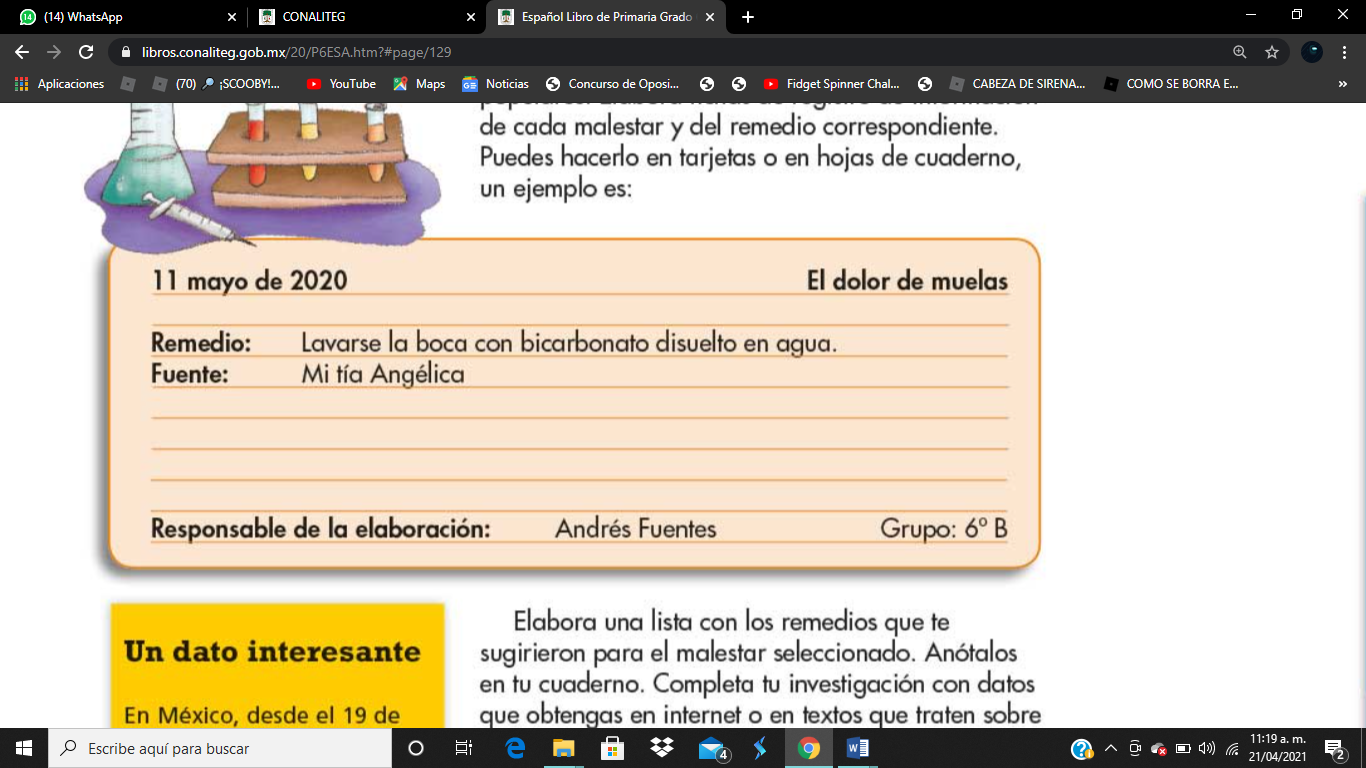 (14) WhatsApp
CONALITEG
Español Libro de Primaria Grado
libros.conaliteg.gob.mx/20/P6ESA.htm?#page/129
Aplicaciones
(70) 🔎 ¡SCOOBY!...
YouTube
Maps
Noticias
Concurso de Oposi...
Fidget Spinner Chal...
CABEZA DE SIRENA...
COMO SE BORRA E...
»
de cada malestar y del remedio correspondiente.
Puedes hacerlo en tarjetas o en hojas de cuaderno,
un ejemplo es:
11 mayo de 2020 El dolor de muelas
Remedio: Lavarse la boca con bicarbonato disuelto en agua.
Fuente: Mi tía Angélica
Responsable de la elaboración: Andrés Fuentes Grupo: 6º B
Un dato interesante
En México, desde el 19 de
Elabora una lista con los remedios que te
sugirieron para el malestar seleccionado. Anótalos
en tu cuaderno. Completa tu investigación con datos
que obtengas en internet o en textos que traten sobre
Escribe aquí para buscar
4
11:19 a. m.
21/04/2021
2